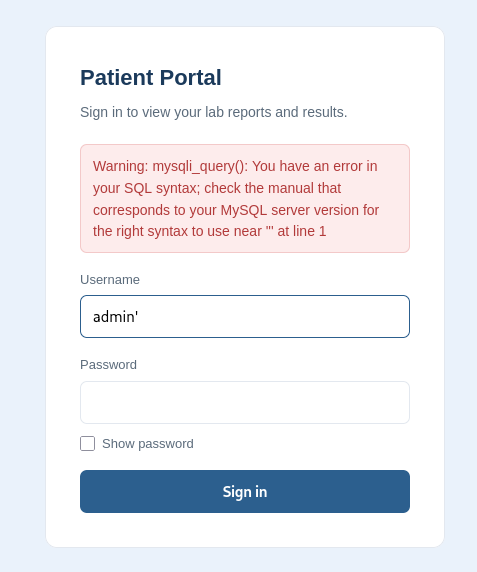 Patient Portal
Sign in to view your lab reports and results.
Warning: mysqli_query(): You have an error in
your SQL syntax; check the manual that
corresponds to your MySQL server version for
the right syntax to use near ''' at line 1
Username
admin'
Password
Show password
Sign in